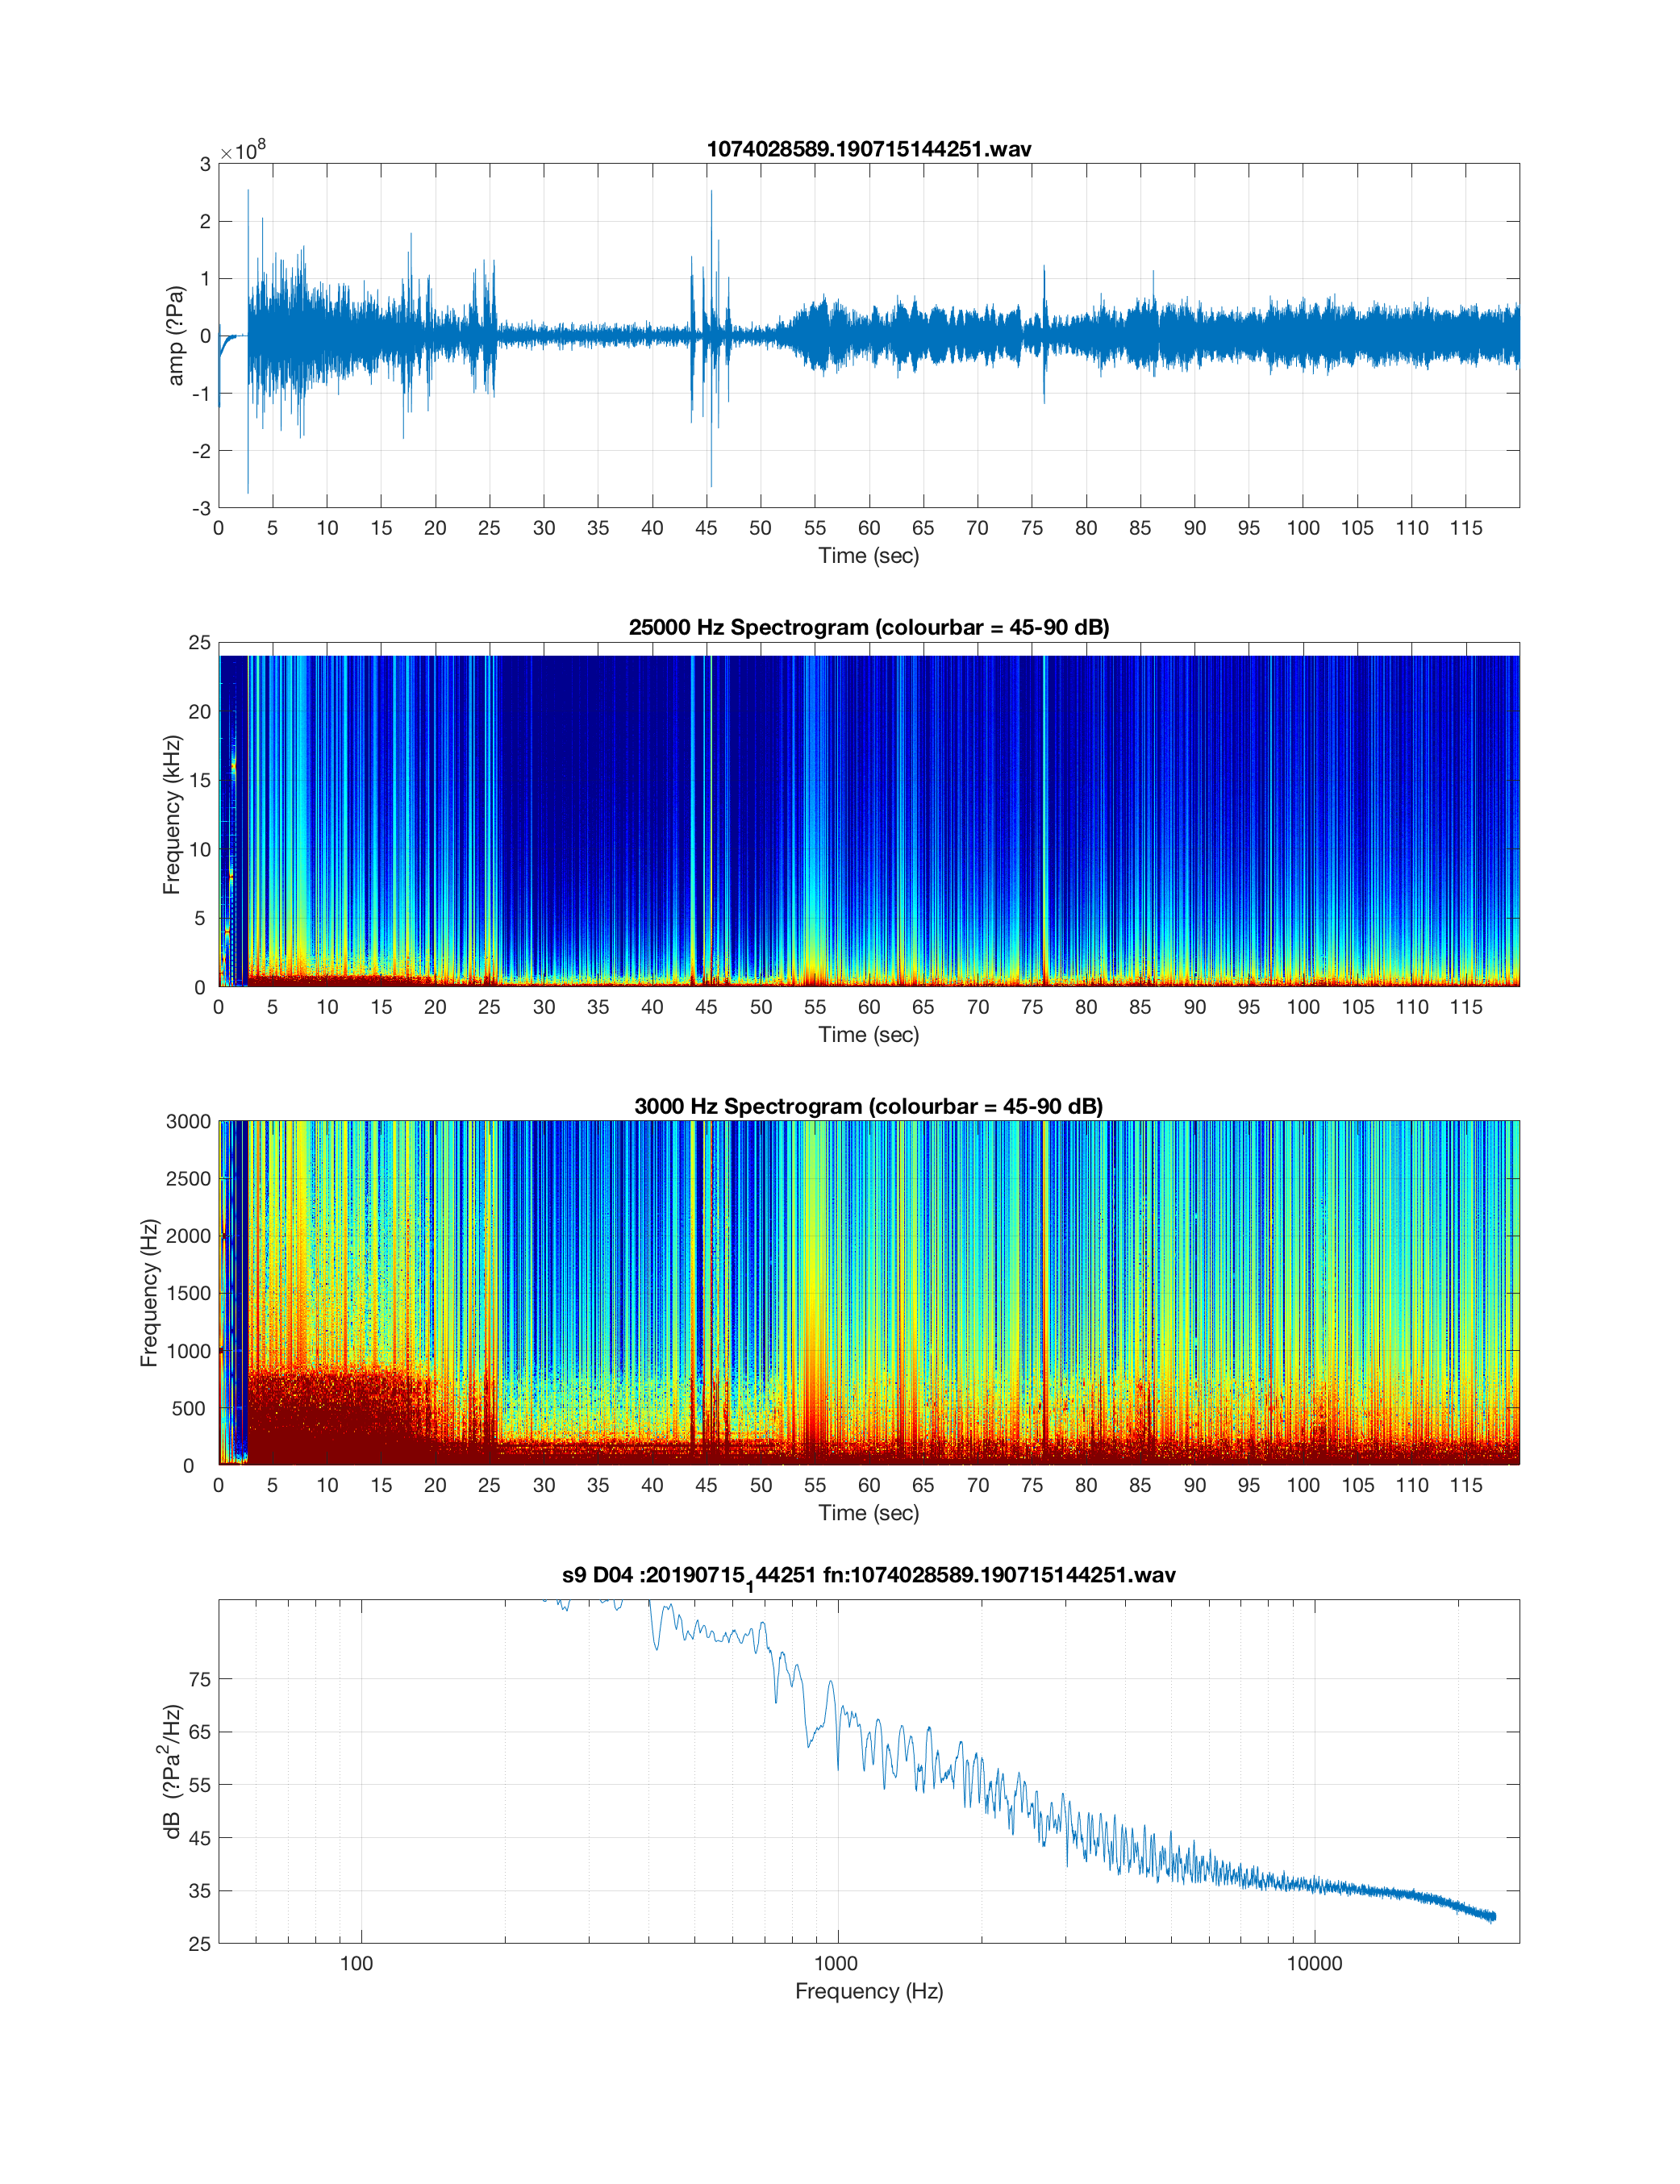 1074028589.190715144251.wav
×10^8
3
2
1
0
-1
-2
-3
amp (?Pa)
0 5 10 15 20 25 30 35 40 45 50 55 60 65 70 75 80 85 90 95 100 105 110 115
Time (sec)
25000 Hz Spectrogram (colourbar = 45-90 dB)
25
20
15
10
5
0
Frequency (kHz)
0 5 10 15 20 25 30 35 40 45 50 55 60 65 70 75 80 85 90 95 100 105 110 115
Time (sec)
3000 Hz Spectrogram (colourbar = 45-90 dB)
3000
2500
2000
1500
1000
500
0
Frequency (Hz)
0 5 10 15 20 25 30 35 40 45 50 55 60 65 70 75 80 85 90 95 100 105 110 115
Time (sec)
s9 D04 :20190715_144251 fn:1074028589.190715144251.wav
75
65
55
45
35
25
dB (?Pa²/Hz)
100 1000 10000
Frequency (Hz)